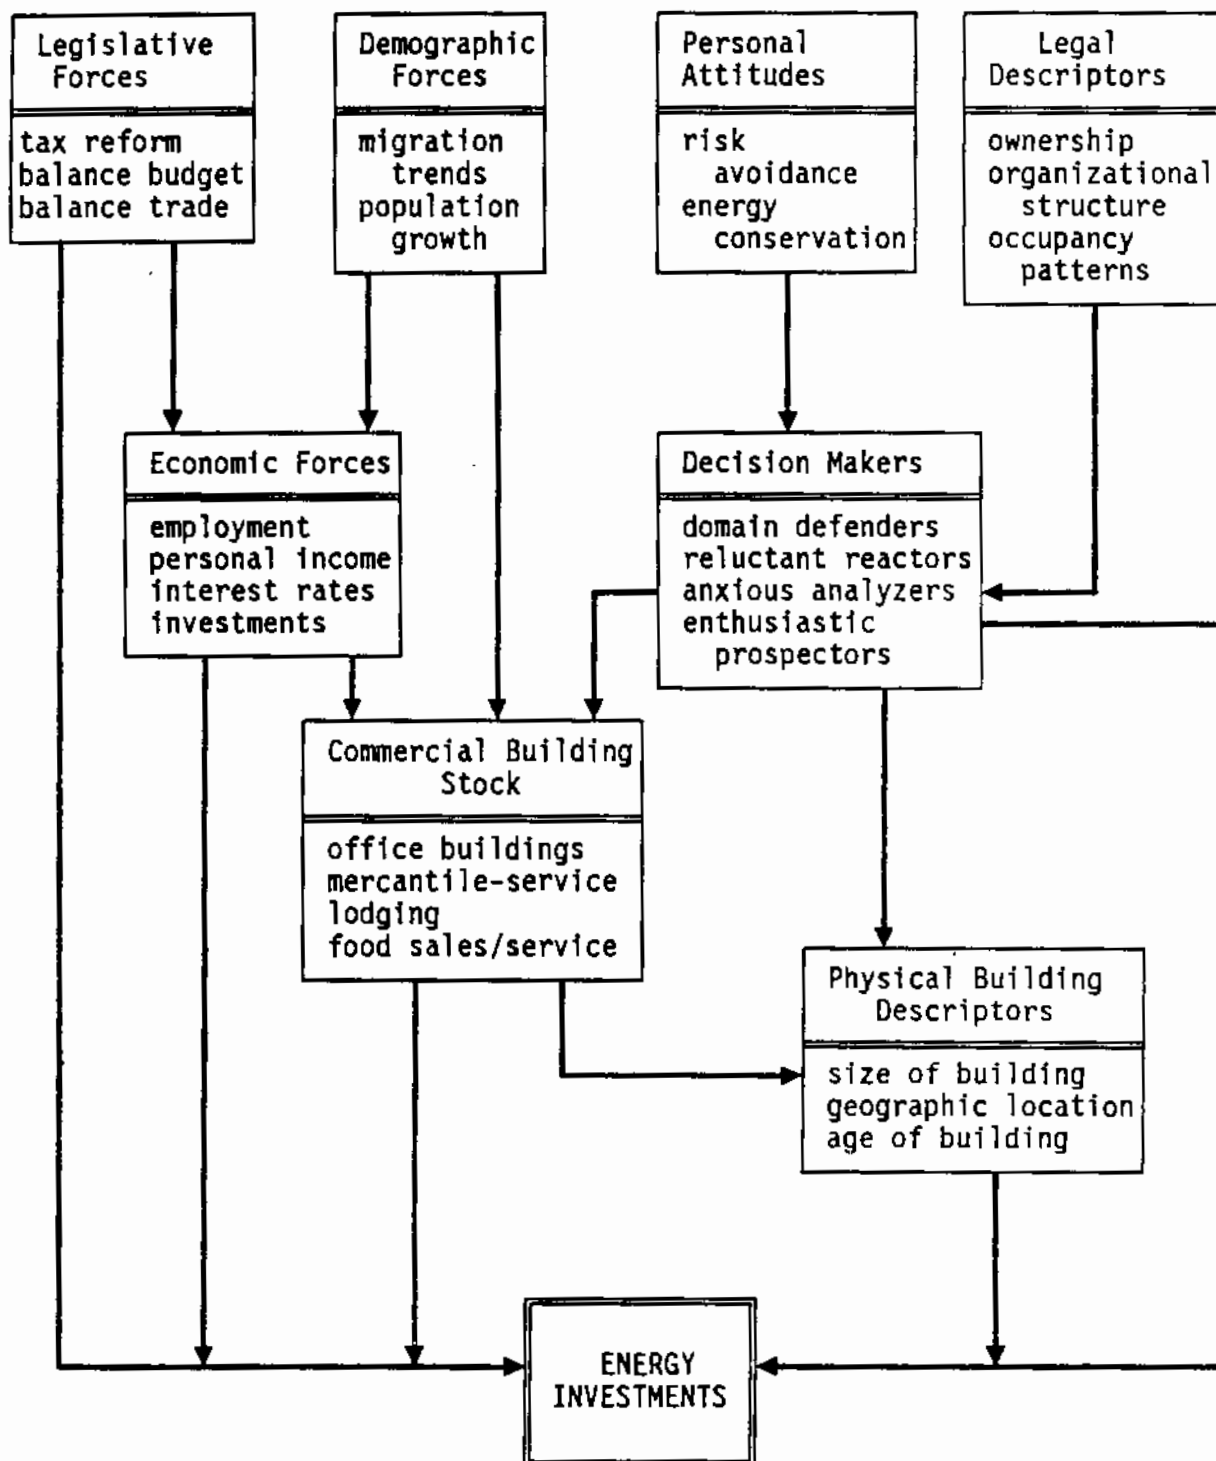 Legislative
Forces
tax reform
balance budget
balance trade
Demographic
Forces
migration
trends
population
growth
Personal
Attitudes
risk
avoidance
energy
conservation
Legal
Descriptors
ownership
organizational
structure
occupancy
patterns
Economic Forces
employment
personal income
interest rates
investments
Decision Makers
domain defenders
reluctant reactors
anxious analyzers
enthusiastic
prospectors
Commercial Building
Stock
office buildings
mercantile-service
lodging
food sales/service
Physical Building
Descriptors
size of building
geographic location
age of building
ENERGY
INVESTMENTS